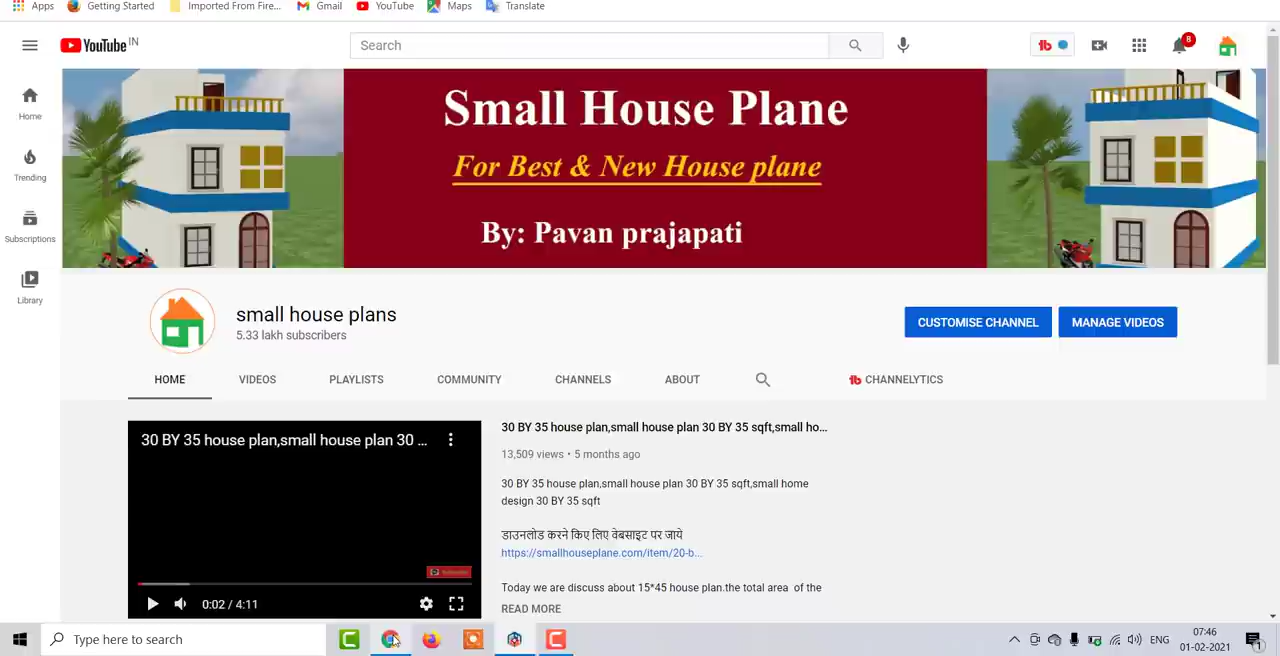 Apps Getting Started Imported From Fire... Gmail YouTube Maps Translate
YouTube IN Search 8
Small House Plane
For Best & New House plane
By: Pavan prajapati
Home
Trending
Subscriptions
Library
small house plans
5.33 lakh subscribers
CUSTOMISE CHANNEL MANAGE VIDEOS
HOME VIDEOS PLAYLISTS COMMUNITY CHANNELS ABOUT CHANNELYTICS
30 BY 35 house plan,small house plan 30 ...
0:02 / 4:11
30 BY 35 house plan,small house plan 30 BY 35 sqft,small ho...
13,509 views • 5 months ago
30 BY 35 house plan,small house plan 30 BY 35 sqft,small home
design 30 BY 35 sqft
डाउनलोड करने किए लिए वेबसाइट पर जाये
https://smallhouseplane.com/item/20-b...
Today we are discuss about 15*45 house plan.the total area of the
READ MORE
Type here to search
ENG
07:46
01-02-2021
1